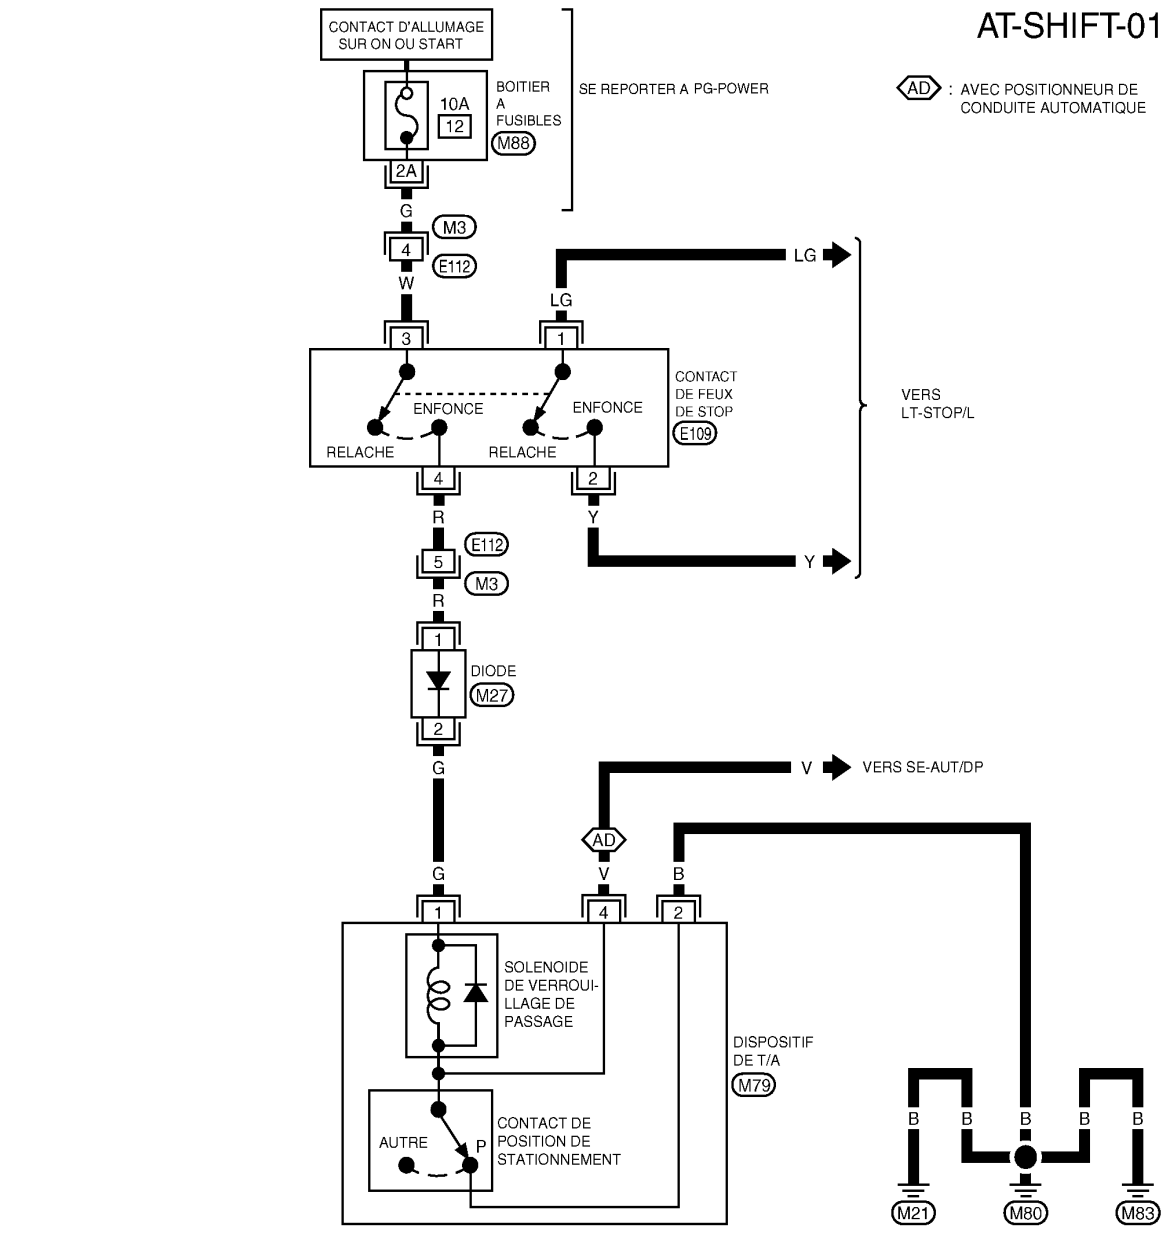 AT-SHIFT-01
CONTACT D'ALLUMAGE
SUR ON OU START
AD : AVEC POSITIONNEUR DE
CONDUITE AUTOMATIQUE
10A
12
BOITIER
A
FUSIBLES
M88
SE REPORTER A PG-POWER
2A
G
M3
4
E112
W
LG
LG
3
1
ENFONCE
ENFONCE
RELACHE
RELACHE
CONTACT
DE FEUX
DE STOP
E109
VERS
LT-STOP/L
4
2
R
Y
Y
E112
5
M3
R
1
DIODE
M27
2
G
V
VERS SE-AUT/DP
AD
G
V
B
1
4
2
SOLENOIDE
DE VERROUI-
LLAGE DE
PASSAGE
DISPOSITIF
DE T/A
M79
CONTACT DE
POSITION DE
STATIONNEMENT
AUTRE
P
B
B
B
B
B
M21
M80
M83